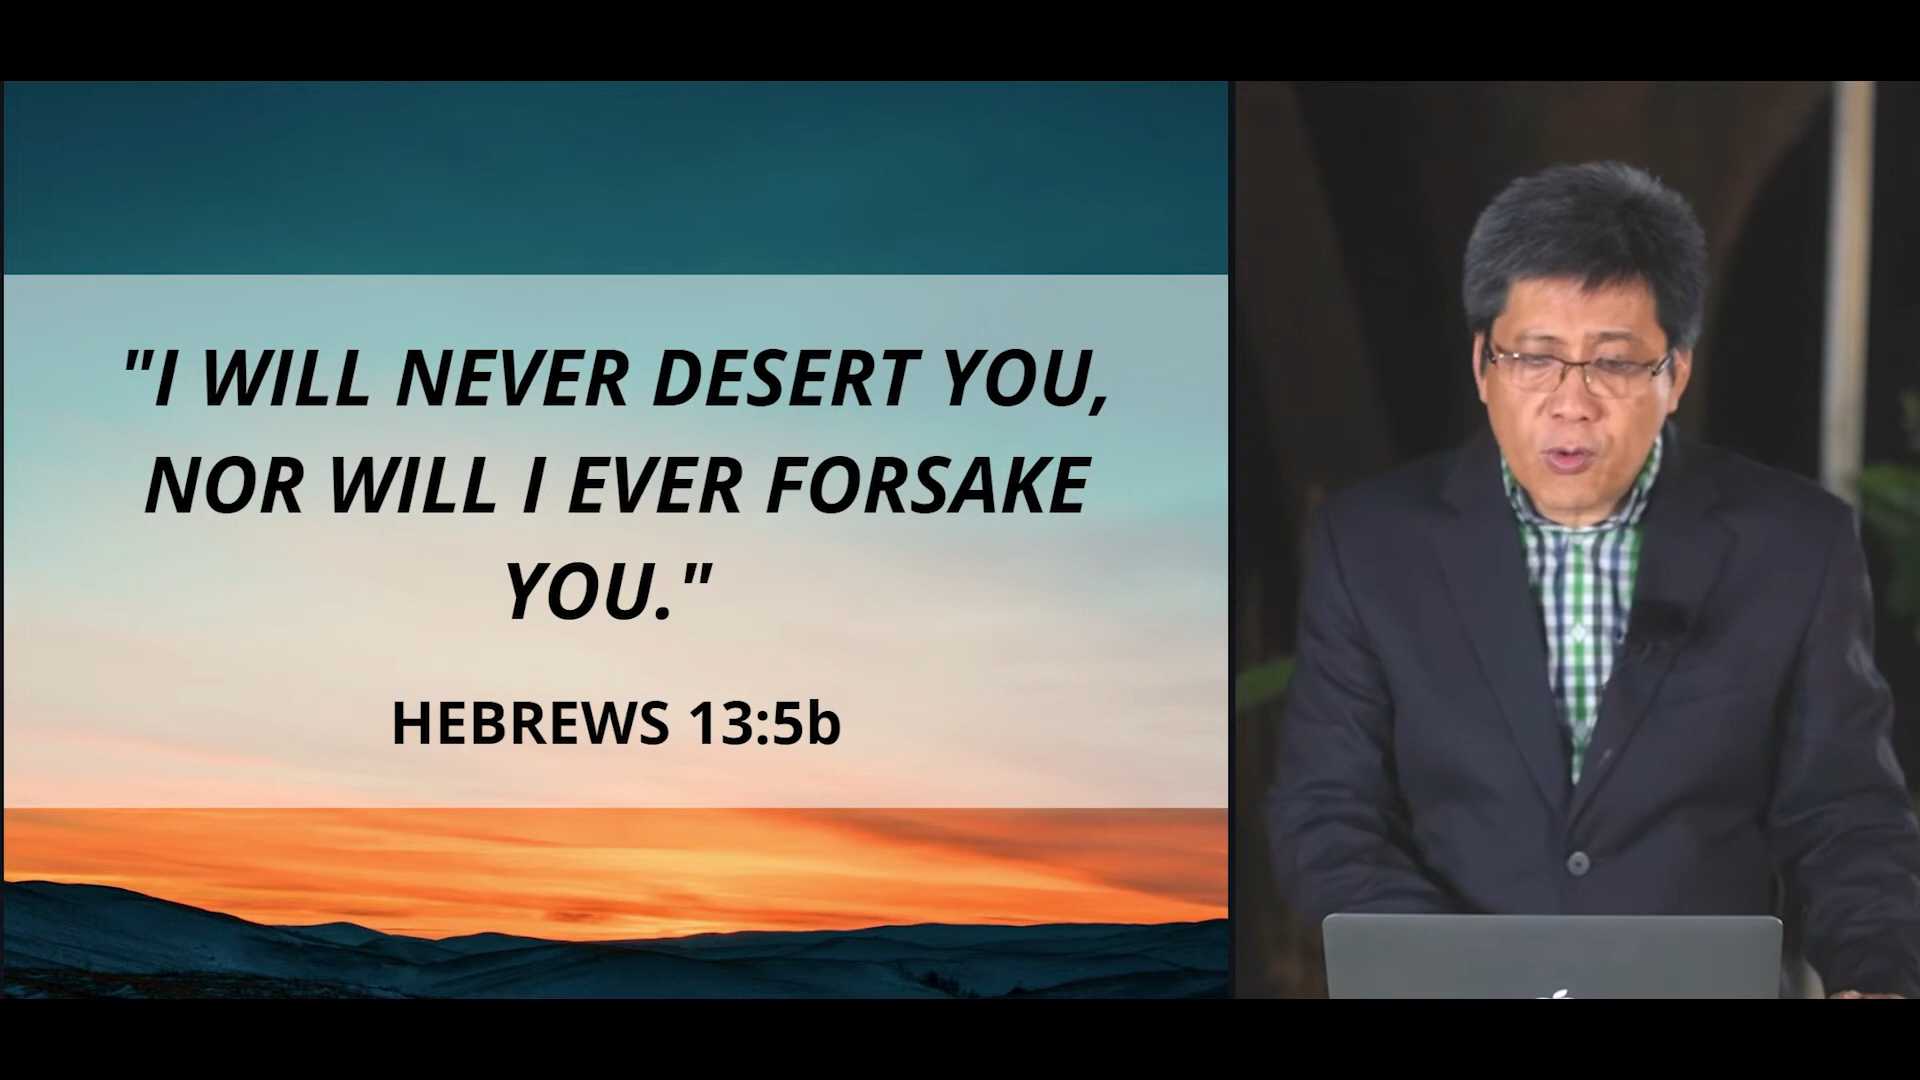 "I WILL NEVER DESERT YOU,
NOR WILL I EVER FORSAKE
YOU."
HEBREWS 13:5b